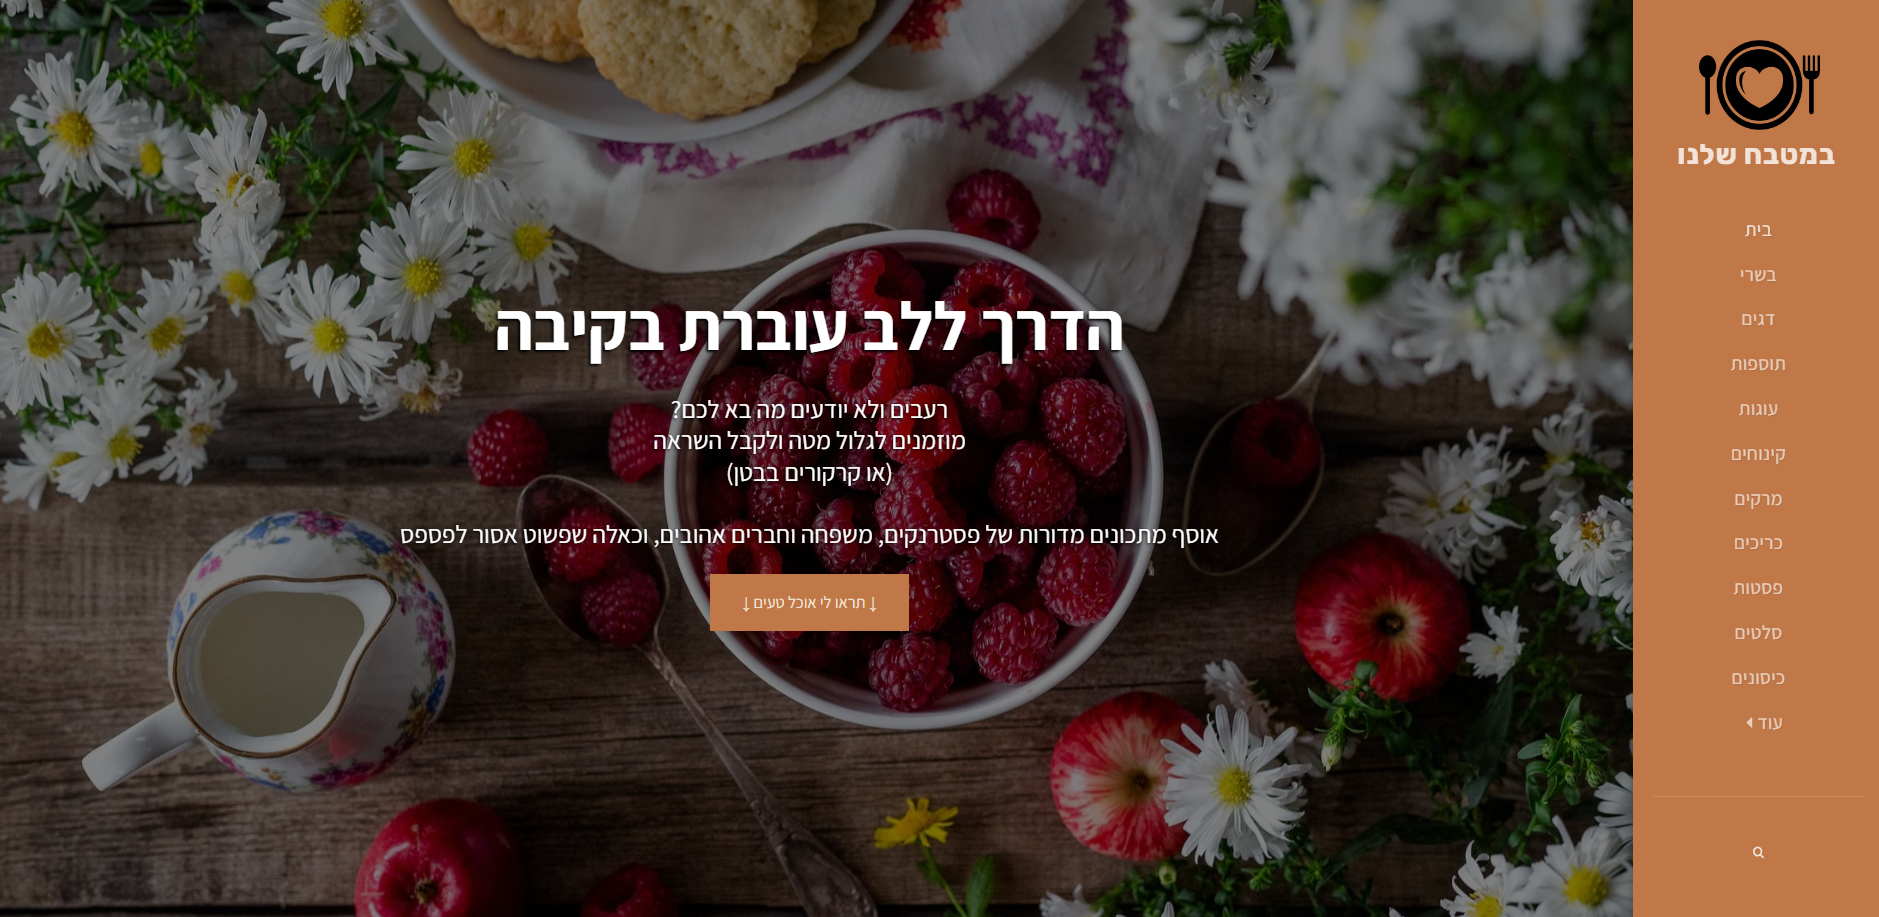 במטבח שלנו
בית
בשרי
דגים
תוספות
עוגות
קינוחים
מרקים
כריכים
פסטות
סלטים
כיסונים
עוד
הדרך ללב עוברת בקיבה
רעבים ולא יודעים מה בא לכם?
מוזמנים לגלול מטה ולקבל השראה
(או קרקורים בבטן)
אוסף מתכונים מדורות של פסטרנקים, משפחה וחברים אהובים, וכאלה שפשוט אסור לפספס
↓ תראו לי אוכל טעים ↓